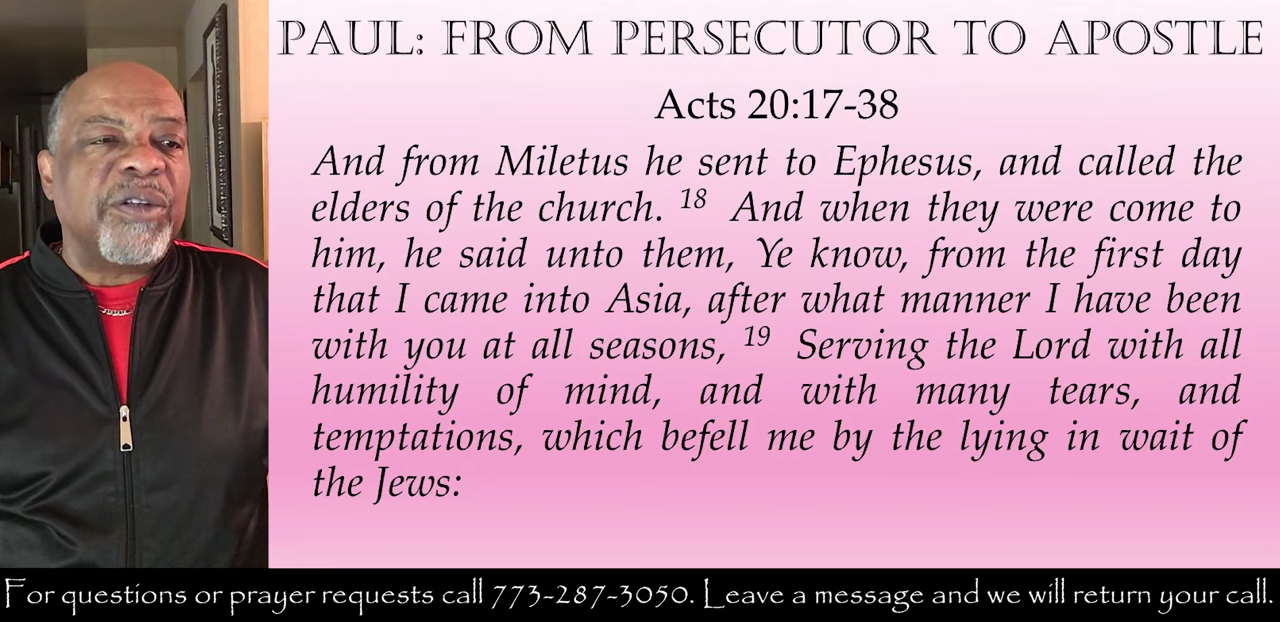 PAUL: FROM PERSECUTOR TO APOSTLE
Acts 20:17-38
And from Miletus he sent to Ephesus, and called the
elders of the church. 18 And when they were come to
him, he said unto them, Ye know, from the first day
that I came into Asia, after what manner I have been
with you at all seasons, 19 Serving the Lord with all
humility of mind, and with many tears, and
temptations, which befell me by the lying in wait of
the Jews:
For questions or prayer requests call 773-287-3050. Leave a message and we will return your call.